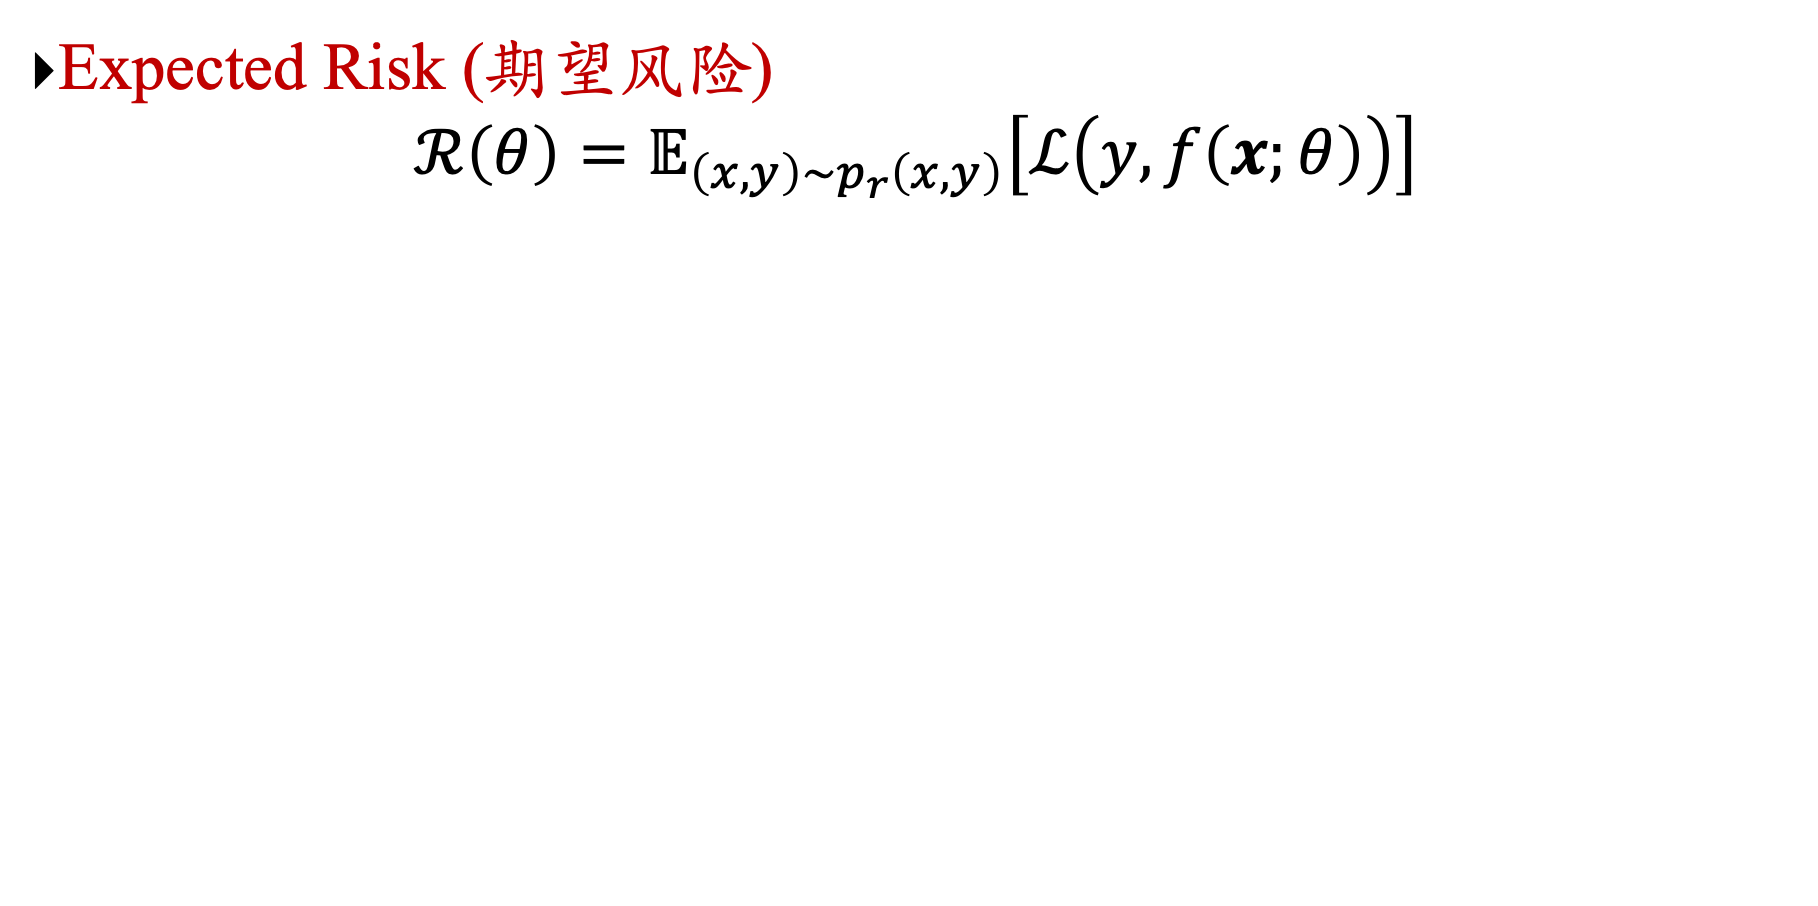 ▶Expected Risk (期望风险)
ℛ(θ) = 𝔼_{(x,y)~p_r(x,y)}[ℒ(y, f(𝒙; θ))]